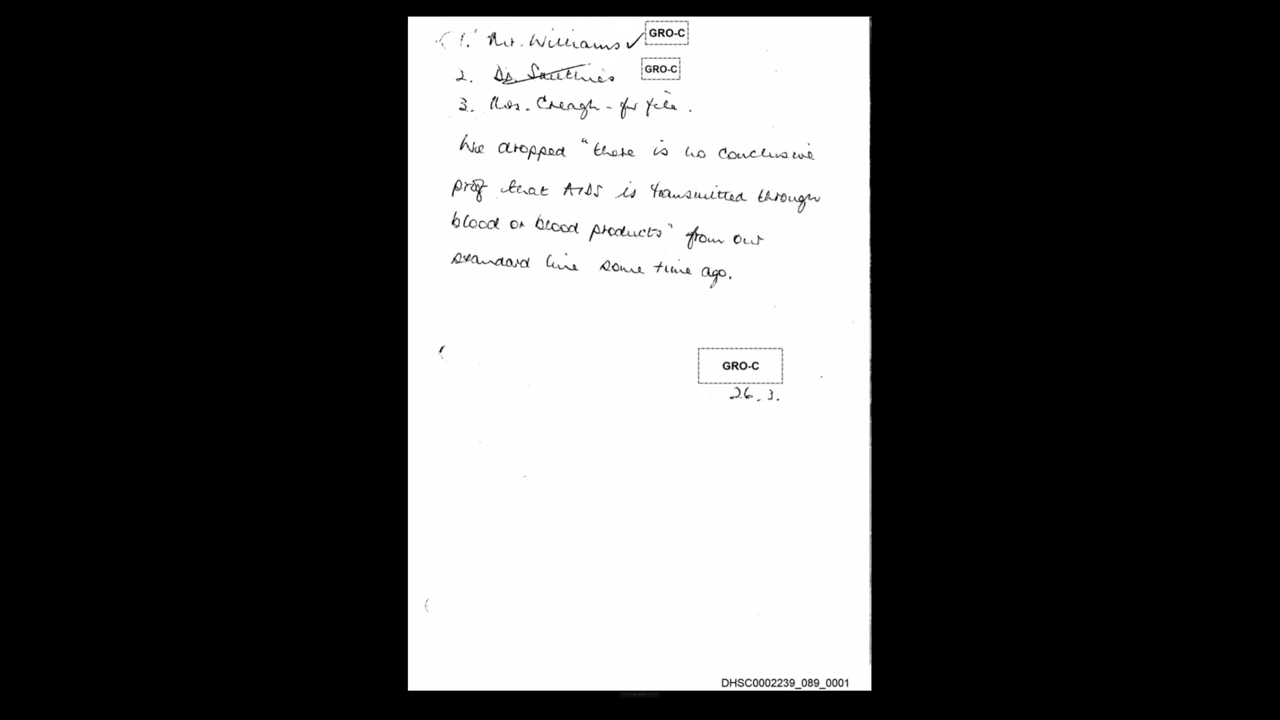 1. Mr. Williams ✓ GRO-C
2. Dr. Smithies GRO-C
3. Mrs. Creagh - for file.
We dropped "there is no conclusive
prof that AIDS is transmitted through
blood or blood products" from our
standard line some time ago.
GRO-C
26.3.
DHSC0002239_089_0001